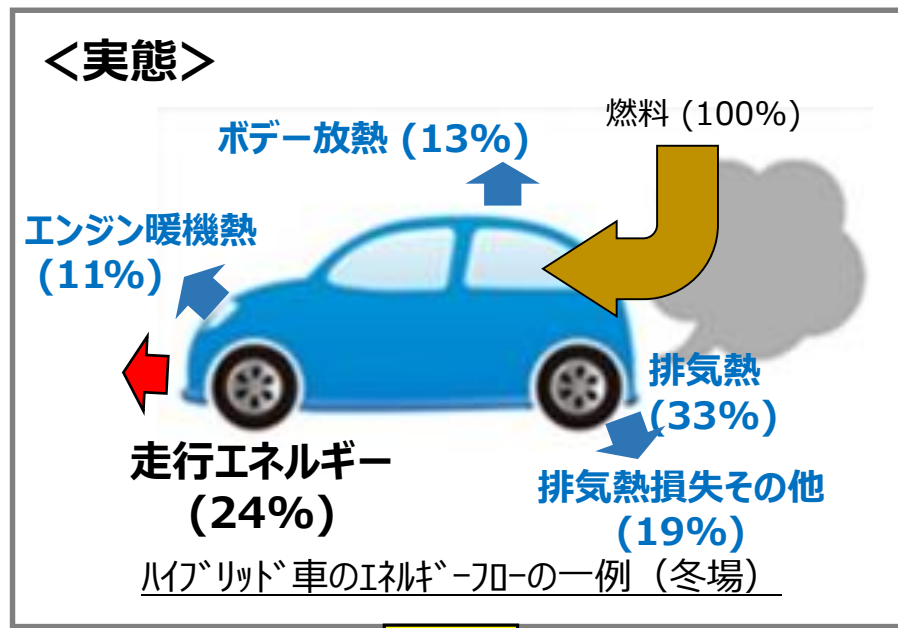 ＜実態＞
燃料 (100%)
ボデー放熱 (13%)
エンジン暖機熱
(11%)
排気熱
(33%)
走行エネルギー
(24%)
排気熱損失その他
(19%)
ﾊｲﾌﾞﾘｯﾄﾞ車のｴﾈﾙｷﾞｰﾌﾛｰの一例（冬場）